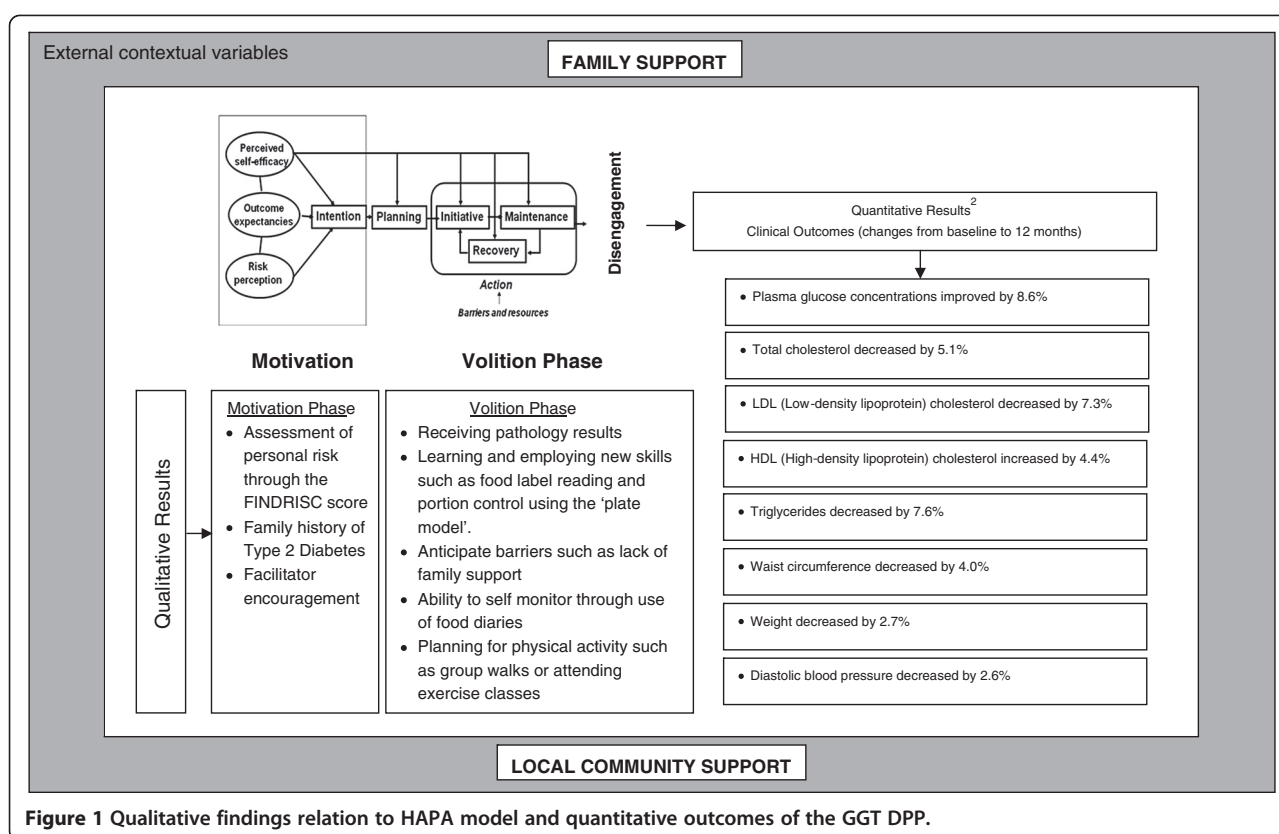 External contextual variables
FAMILY SUPPORT
Perceived
self-efficacy
Outcome
expectancies
Risk
perception
Intention
Planning
Initiative
Maintenance
Recovery
Action
Barriers and resources
Disengagement
Motivation
Volition Phase
Quantitative Results2
Clinical Outcomes (changes from baseline to 12 months)
• Plasma glucose concentrations improved by 8.6%
• Total cholesterol decreased by 5.1%
• LDL (Low-density lipoprotein) cholesterol decreased by 7.3%
• HDL (High-density lipoprotein) cholesterol increased by 4.4%
• Triglycerides decreased by 7.6%
• Waist circumference decreased by 4.0%
• Weight decreased by 2.7%
• Diastolic blood pressure decreased by 2.6%
Qualitative Results
Motivation Phase
• Assessment of
personal risk
through the
FINDRISC score
• Family history of
Type 2 Diabetes
• Facilitator
encouragement
Volition Phase
• Receiving pathology results
• Learning and employing new skills
such as food label reading and
portion control using the ‘plate
model’.
• Anticipate barriers such as lack of
family support
• Ability to self monitor through use
of food diaries
• Planning for physical activity such
as group walks or attending
exercise classes
LOCAL COMMUNITY SUPPORT
Figure 1 Qualitative findings relation to HAPA model and quantitative outcomes of the GGT DPP.